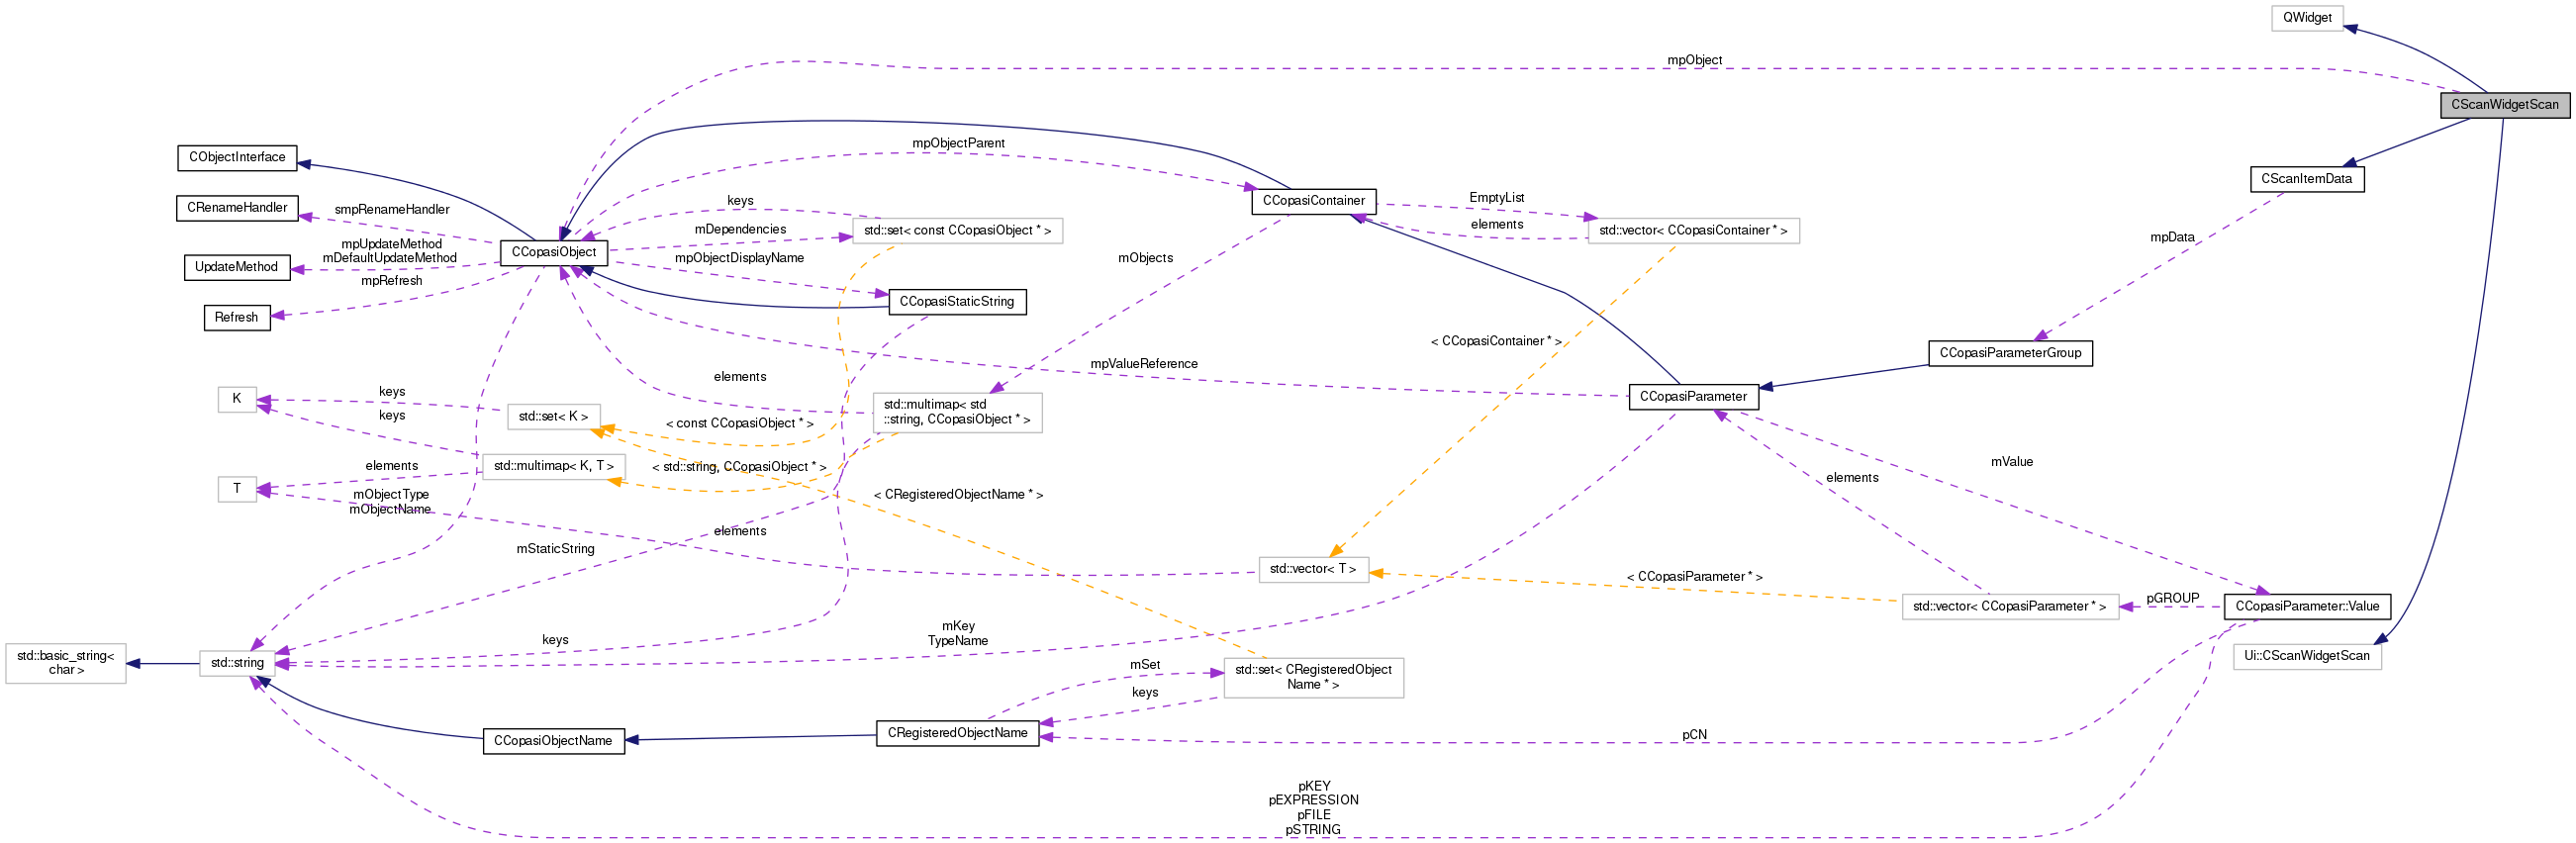 QWidget
mpObject
CScanWidgetScan
mpObjectParent
CObjectInterface
CScanItemData
CRenameHandler
smpRenameHandler
keys
CCopasiContainer
EmptyList
mDependencies
std::set< const CCopasiObject * >
elements
std::vector< CCopasiContainer * >
mpUpdateMethod
mDefaultUpdateMethod
CCopasiObject
mpObjectDisplayName
mObjects
mpData
UpdateMethod
mpRefresh
CCopasiStaticString
Refresh
< CCopasiContainer * >
CCopasiParameterGroup
mpValueReference
elements
K
keys
keys
std::set< K >
std::multimap< std
::string, CCopasiObject * >
CCopasiParameter
< const CCopasiObject * >
elements
std::multimap< K, T >
< std::string, CCopasiObject * >
mValue
elements
T
mObjectType
mObjectName
< CRegisteredObjectName * >
elements
mStaticString
std::vector< T >
< CCopasiParameter * >
std::vector< CCopasiParameter * >
pGROUP
CCopasiParameter::Value
mKey
TypeName
keys
std::basic_string<
char >
std::string
mSet
std::set< CRegisteredObject
Name * >
Ui::CScanWidgetScan
keys
CCopasiObjectName
CRegisteredObjectName
pCN
pKEY
pEXPRESSION
pFILE
pSTRING